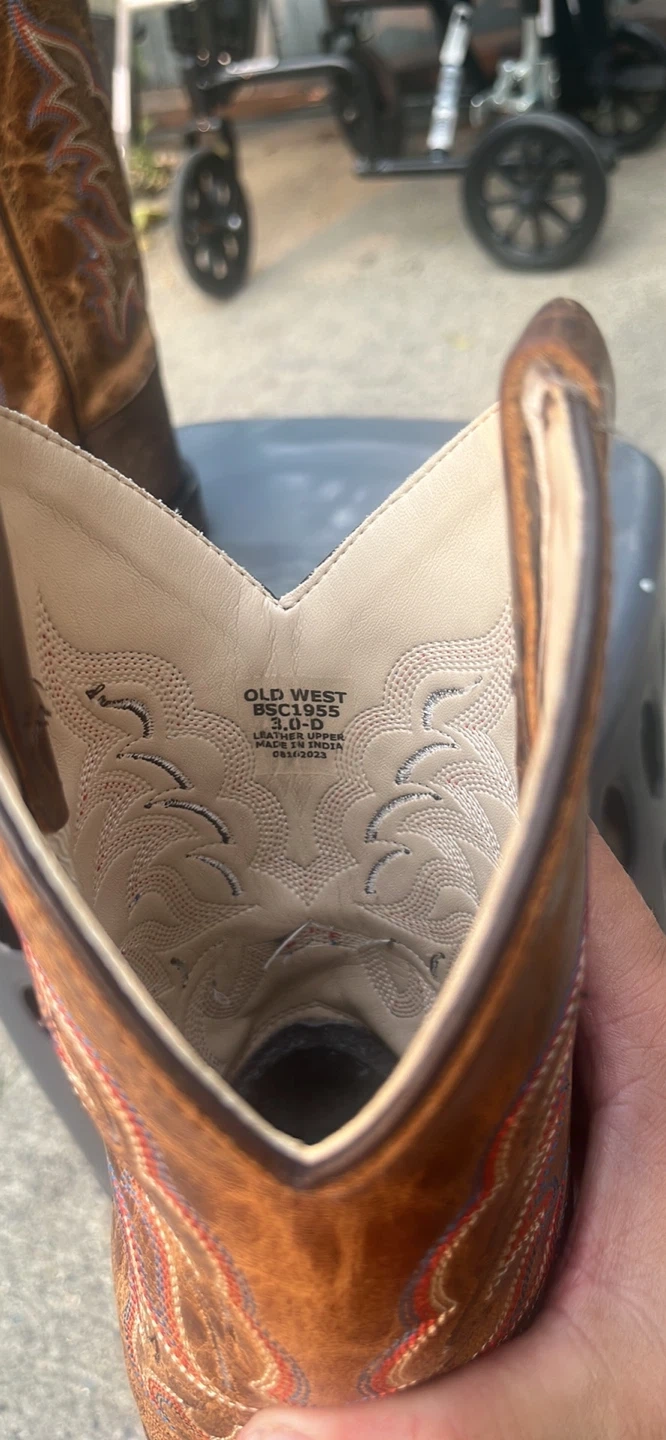 OLD WEST
BSC1955
3.0-D
LEATHER UPPER
MADE IN INDIA
08162023